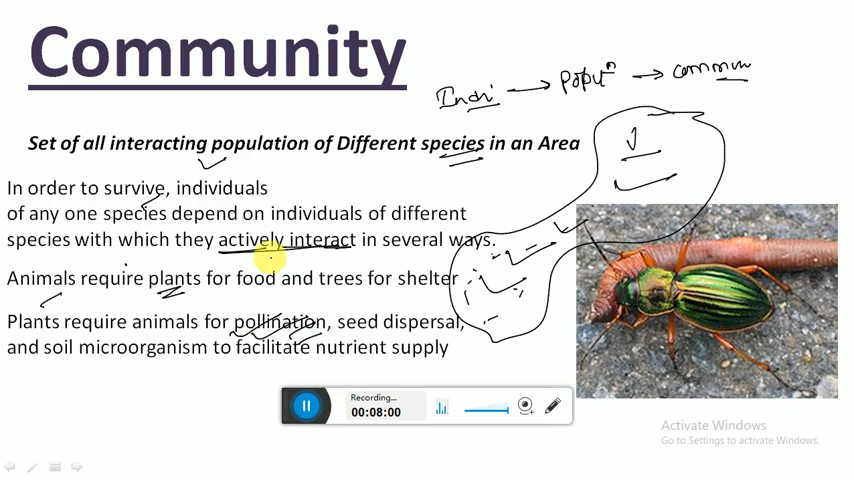 Community
Indi → popuⁿ → commun
Set of all interacting population of Different species in an Area
In order to survive, individuals
of any one species depend on individuals of different
species with which they actively interact in several ways.
Animals require plants for food and trees for shelter
Plants require animals for pollination, seed dispersal,
and soil microorganism to facilitate nutrient supply
Recording...
00:08:00
Activate Windows
Go to Settings to activate Windows.